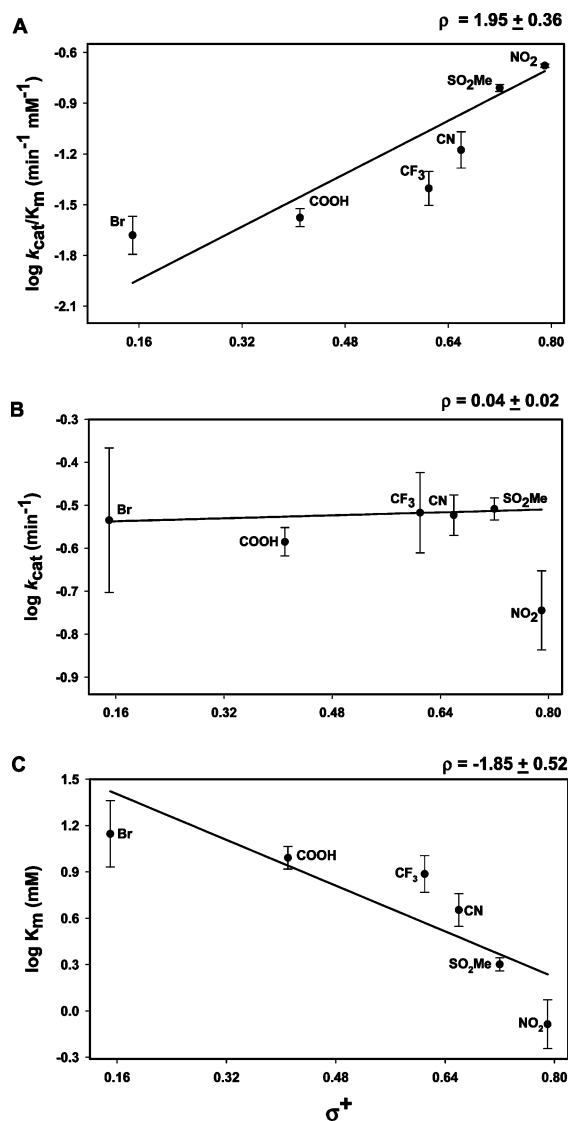 A
ρ = 1.95 ± 0.36
log kcat/Km (min⁻¹ mM⁻¹)
-0.6
-0.9
-1.2
-1.5
-1.8
-2.1
NO₂
SO₂Me
CN
CF₃
COOH
Br
0.16 0.32 0.48 0.64 0.80
B
ρ = 0.04 ± 0.02
log kcat (min⁻¹)
-0.3
-0.4
-0.5
-0.6
-0.7
-0.8
-0.9
Br
CF₃ CN SO₂Me
COOH
NO₂
0.16 0.32 0.48 0.64 0.80
C
ρ = -1.85 ± 0.52
log Km (mM)
1.5
1.2
0.9
0.6
0.3
0.0
-0.3
Br
COOH
CF₃
CN
SO₂Me
NO₂
0.16 0.32 0.48 0.64 0.80
σ⁺